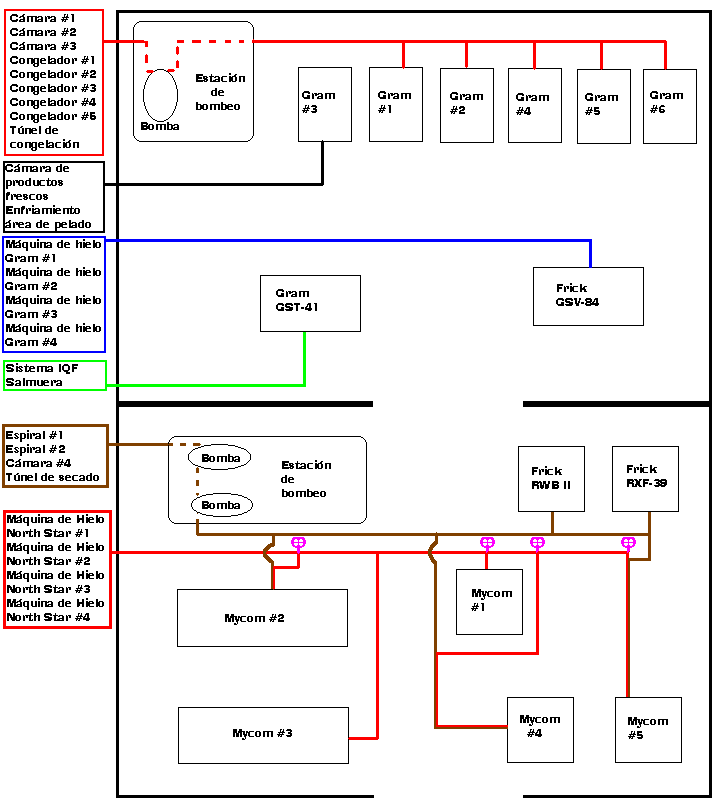 Cámara #1
Cámara #2
Cámara #3
Congelador #1
Congelador #2
Congelador #3
Congelador #4
Congelador #6
Túnel de
congelación
Estación
de
bombeo
Bomba
Gram
#3
Gram
#1
Gram
#2
Gram
#4
Gram
#5
Gram
#6
Cámara de
productos
frescos
Enfriamiento
área de pelado
Máquina de hielo
Gram #1
Máquina de hielo
Gram #2
Máquina de hielo
Gram #3
Máquina de hielo
Gram #4
Gram
GST-41
Frick
GSV-84
Sistema IQF
Salmuera
Espiral #1
Espiral #2
Cámara #4
Túnel de secado
Bomba
Bomba
Estación
de
bombeo
Frick
RWB II
Frick
RXF-39
Máquina de Hielo
North Star #1
Máquina de Hielo
North Star #2
Máquina de Hielo
North Star #3
Máquina de Hielo
North Star #4
Mycom #2
Mycom
#1
Mycom #3
Mycom
#4
Mycom
#5